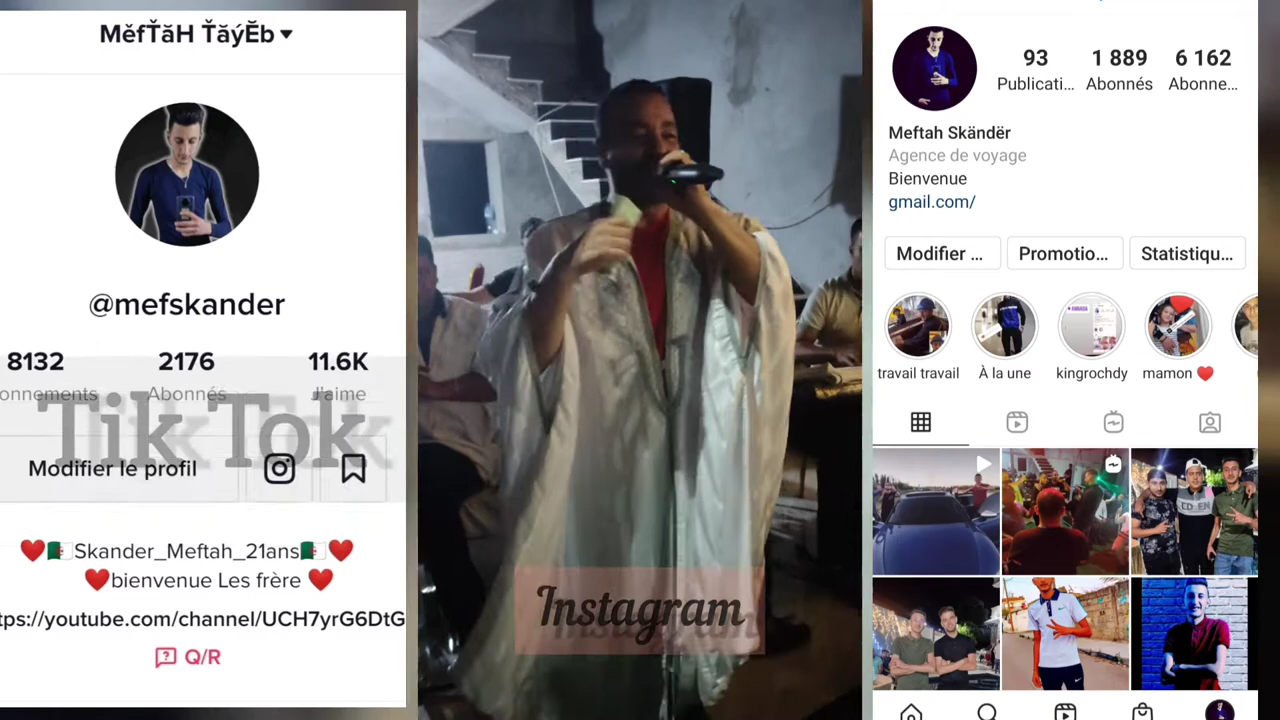 MěfŤăH ŤăýĔb
@mefskander
8132 2176 11.6K
onnements Abonnés J'aime
TikTok
Modifier le profil
❤️🇩🇿Skander_Meftah_21ans🇩🇿❤️
❤️bienvenue Les frère ❤️
tps://youtube.com/channel/UCH7yrG6DtG
Q/R
Instagram
93 1 889 6 162
Publicati... Abonnés Abonne...
Meftah Skändër
Agence de voyage
Bienvenue
gmail.com/
Modifier ... Promotio... Statistiqu...
travail travail À la une kingrochdy mamon ❤️